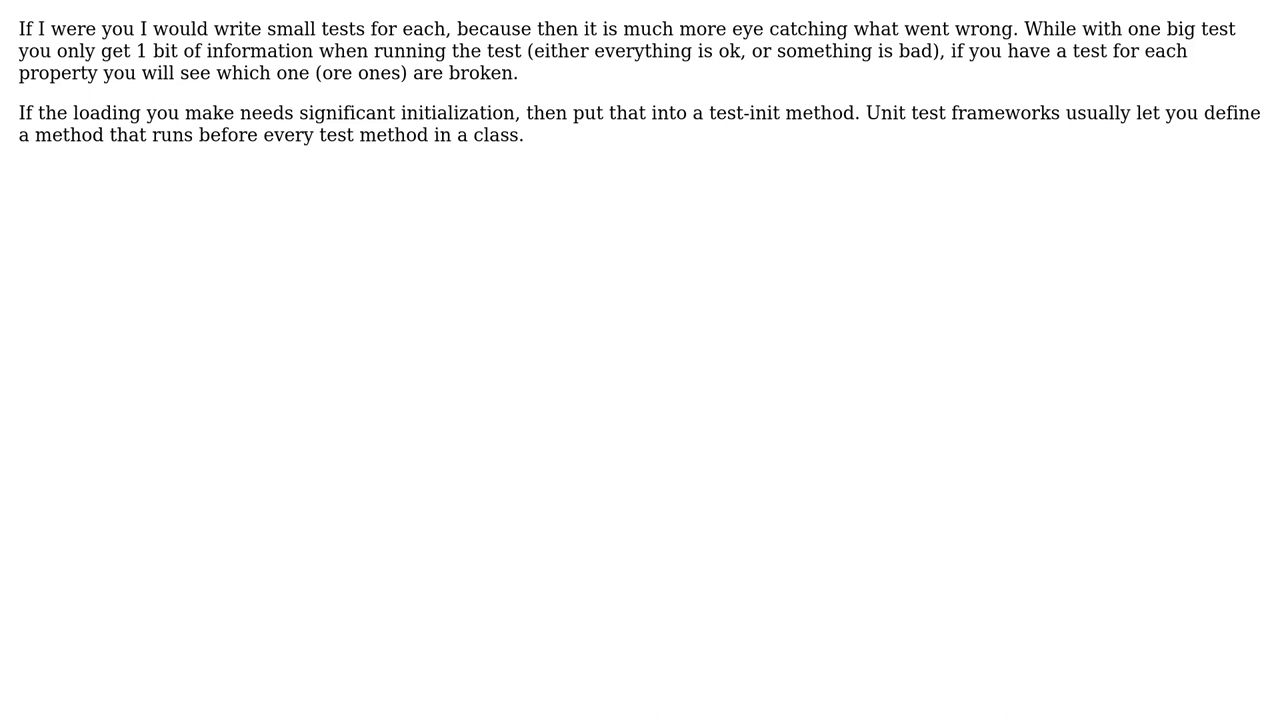 If I were you I would write small tests for each, because then it is much more eye catching what went wrong. While with one big test
you only get 1 bit of information when running the test (either everything is ok, or something is bad), if you have a test for each
property you will see which one (ore ones) are broken.
If the loading you make needs significant initialization, then put that into a test-init method. Unit test frameworks usually let you define
a method that runs before every test method in a class.